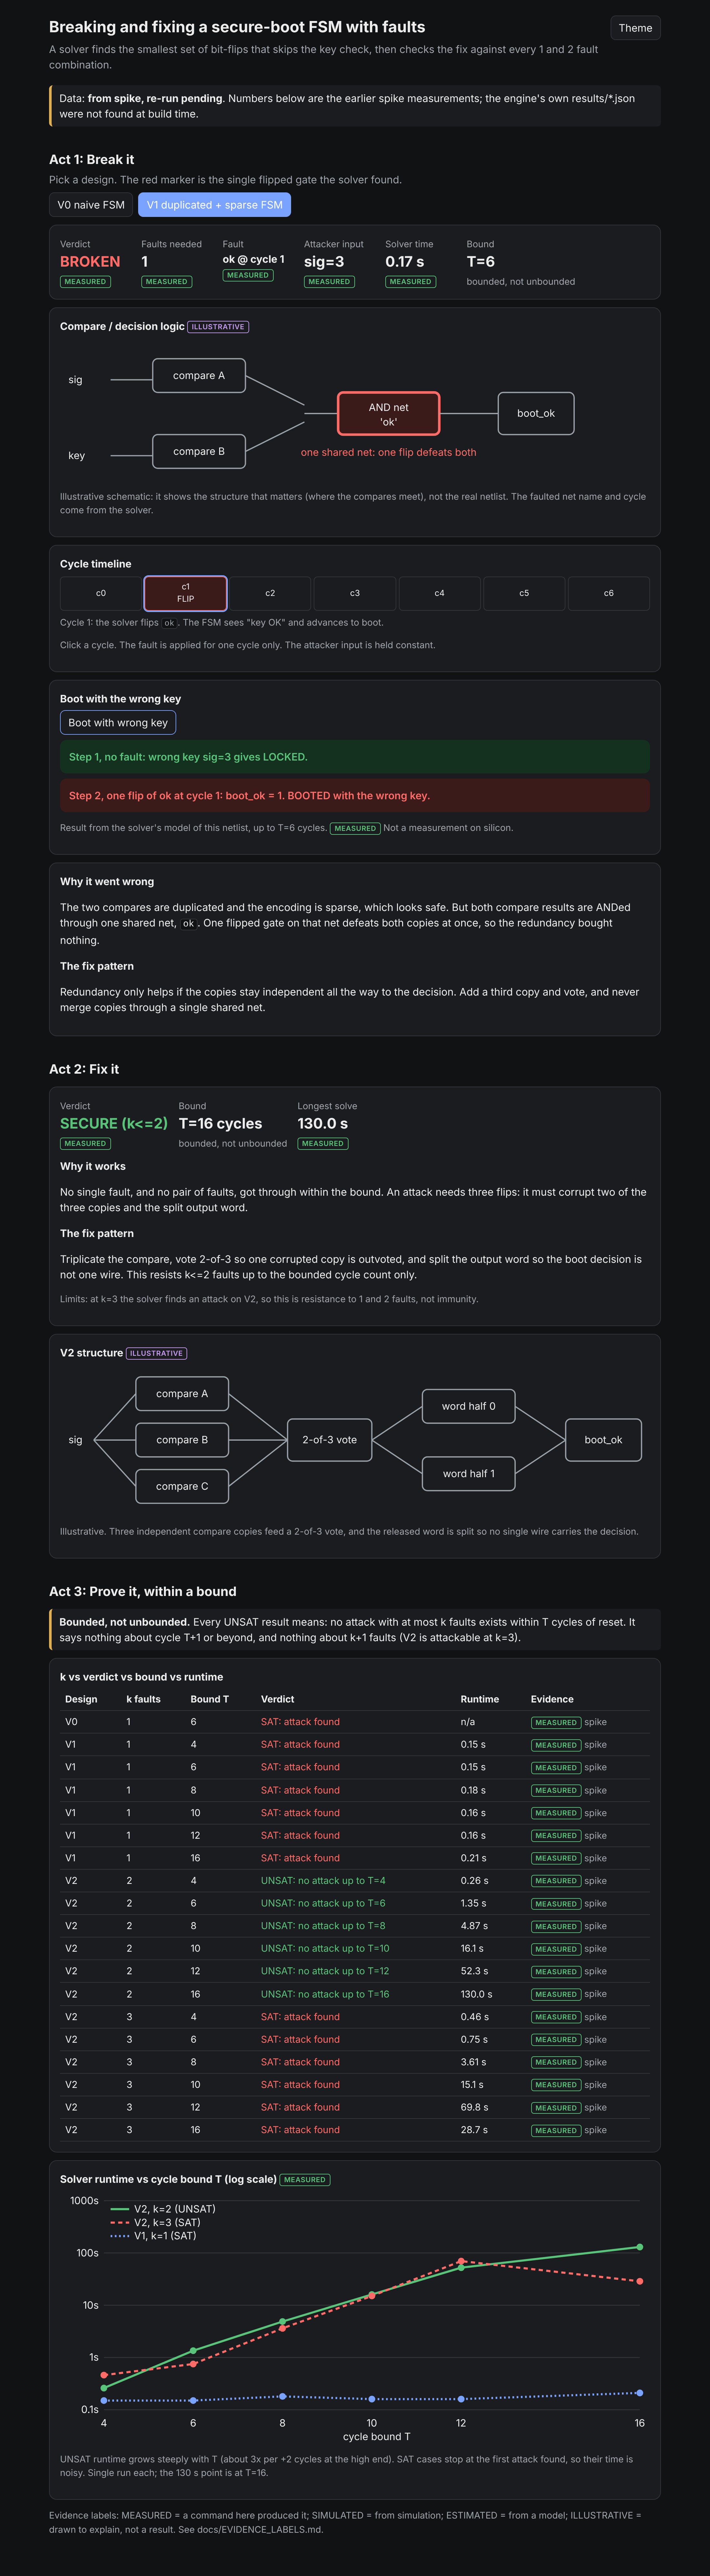 Breaking and fixing a secure-boot FSM with faults
Theme
A solver finds the smallest set of bit-flips that skips the key check, then checks the fix against every 1 and 2 fault
combination.
Data: from spike, re-run pending. Numbers below are the earlier spike measurements; the engine's own results/*.json
were not found at build time.
Act 1: Break it
Pick a design. The red marker is the single flipped gate the solver found.
V0 naive FSM
V1 duplicated + sparse FSM
Verdict
BROKEN
MEASURED
Faults needed
1
MEASURED
Fault
ok @ cycle 1
MEASURED
Attacker input
sig=3
MEASURED
Solver time
0.17 s
MEASURED
Bound
T=6
bounded, not unbounded
Compare / decision logic ILLUSTRATIVE
sig
compare A
AND net
'ok'
boot_ok
key
compare B
one shared net: one flip defeats both
Illustrative schematic: it shows the structure that matters (where the compares meet), not the real netlist. The faulted net name and cycle
come from the solver.
Cycle timeline
c0
c1
FLIP
c2
c3
c4
c5
c6
Cycle 1: the solver flips ok. The FSM sees "key OK" and advances to boot.
Click a cycle. The fault is applied for one cycle only. The attacker input is held constant.
Boot with the wrong key
Boot with wrong key
Step 1, no fault: wrong key sig=3 gives LOCKED.
Step 2, one flip of ok at cycle 1: boot_ok = 1. BOOTED with the wrong key.
Result from the solver's model of this netlist, up to T=6 cycles. MEASURED Not a measurement on silicon.
Why it went wrong
The two compares are duplicated and the encoding is sparse, which looks safe. But both compare results are ANDed
through one shared net, ok. One flipped gate on that net defeats both copies at once, so the redundancy bought
nothing.
The fix pattern
Redundancy only helps if the copies stay independent all the way to the decision. Add a third copy and vote, and never
merge copies through a single shared net.
Act 2: Fix it
Verdict
SECURE (k<=2)
MEASURED
Bound
T=16 cycles
bounded, not unbounded
Longest solve
130.0 s
MEASURED
Why it works
No single fault, and no pair of faults, got through within the bound. An attack needs three flips: it must corrupt two of the
three copies and the split output word.
The fix pattern
Triplicate the compare, vote 2-of-3 so one corrupted copy is outvoted, and split the output word so the boot decision is
not one wire. This resists k<=2 faults up to the bounded cycle count only.
Limits: at k=3 the solver finds an attack on V2, so this is resistance to 1 and 2 faults, not immunity.
V2 structure ILLUSTRATIVE
sig
compare A
compare B
compare C
2-of-3 vote
word half 0
word half 1
boot_ok
Illustrative. Three independent compare copies feed a 2-of-3 vote, and the released word is split so no single wire carries the decision.
Act 3: Prove it, within a bound
Bounded, not unbounded. Every UNSAT result means: no attack with at most k faults exists within T cycles of reset. It
says nothing about cycle T+1 or beyond, and nothing about k+1 faults (V2 is attackable at k=3).
k vs verdict vs bound vs runtime
Design k faults Bound T Verdict Runtime Evidence
V0 1 6 SAT: attack found n/a MEASURED spike
V1 1 4 SAT: attack found 0.15 s MEASURED spike
V1 1 6 SAT: attack found 0.15 s MEASURED spike
V1 1 8 SAT: attack found 0.18 s MEASURED spike
V1 1 10 SAT: attack found 0.16 s MEASURED spike
V1 1 12 SAT: attack found 0.16 s MEASURED spike
V1 1 16 SAT: attack found 0.21 s MEASURED spike
V2 2 4 UNSAT: no attack up to T=4 0.26 s MEASURED spike
V2 2 6 UNSAT: no attack up to T=6 1.35 s MEASURED spike
V2 2 8 UNSAT: no attack up to T=8 4.87 s MEASURED spike
V2 2 10 UNSAT: no attack up to T=10 16.1 s MEASURED spike
V2 2 12 UNSAT: no attack up to T=12 52.3 s MEASURED spike
V2 2 16 UNSAT: no attack up to T=16 130.0 s MEASURED spike
V2 3 4 SAT: attack found 0.46 s MEASURED spike
V2 3 6 SAT: attack found 0.75 s MEASURED spike
V2 3 8 SAT: attack found 3.61 s MEASURED spike
V2 3 10 SAT: attack found 15.1 s MEASURED spike
V2 3 12 SAT: attack found 69.8 s MEASURED spike
V2 3 16 SAT: attack found 28.7 s MEASURED spike
Solver runtime vs cycle bound T (log scale) MEASURED
1000s
100s
10s
1s
0.1s
V2, k=2 (UNSAT)
V2, k=3 (SAT)
V1, k=1 (SAT)
4 6 8 10 12 16
cycle bound T
UNSAT runtime grows steeply with T (about 3x per +2 cycles at the high end). SAT cases stop at the first attack found, so their time is
noisy. Single run each; the 130 s point is at T=16.
Evidence labels: MEASURED = a command here produced it; SIMULATED = from simulation; ESTIMATED = from a model; ILLUSTRATIVE =
drawn to explain, not a result. See docs/EVIDENCE_LABELS.md.